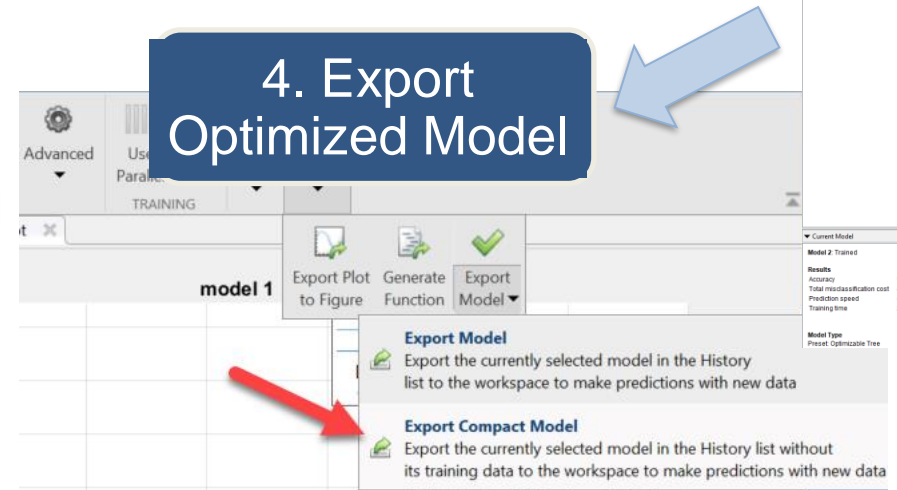 4. Export
Optimized Model
Advanced
Use
TRAINING
model 1
Export Plot
to Figure
Generate
Function
Export
Model
Export Model
Export the currently selected model in the History
list to the workspace to make predictions with new data
Export Compact Model
Export the currently selected model in the History list without
its training data to the workspace to make predictions with new data
Current Model
Model 2: Trained
Results
Accuracy
Total misclassification cost
Prediction speed
Training time
Model Type
Preset: Optimizable Tree